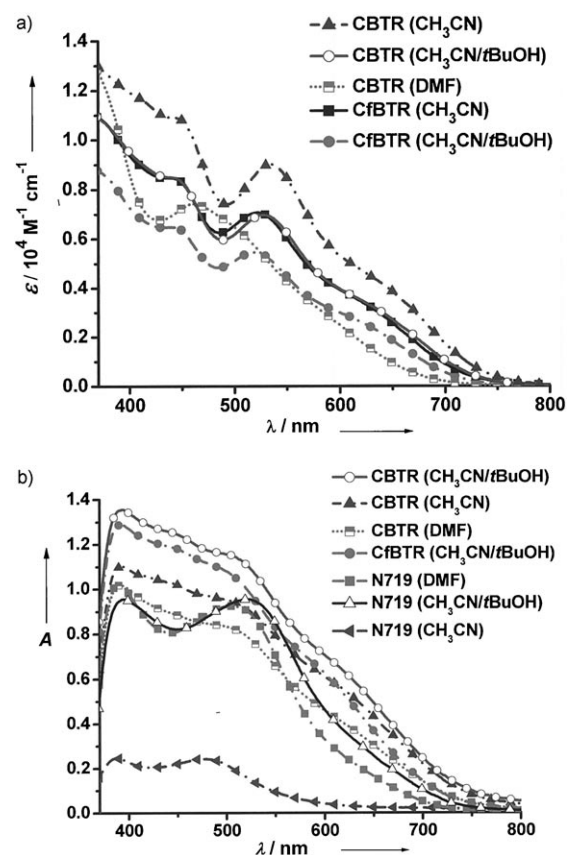 a)
CBTR (CH₃CN)
CBTR (CH₃CN/tBuOH)
CBTR (DMF)
CfBTR (CH₃CN)
CfBTR (CH₃CN/tBuOH)
1.4
1.2
1.0
0.8
0.6
0.4
0.2
0.0
ε / 10⁴ M⁻¹ cm⁻¹
400 500 600 700 800
λ / nm
b)
CBTR (CH₃CN/tBuOH)
CBTR (CH₃CN)
CBTR (DMF)
CfBTR (CH₃CN/tBuOH)
N719 (DMF)
N719 (CH₃CN/tBuOH)
N719 (CH₃CN)
1.4
1.2
1.0
0.8
0.6
0.4
0.2
0.0
A
400 500 600 700 800
λ / nm